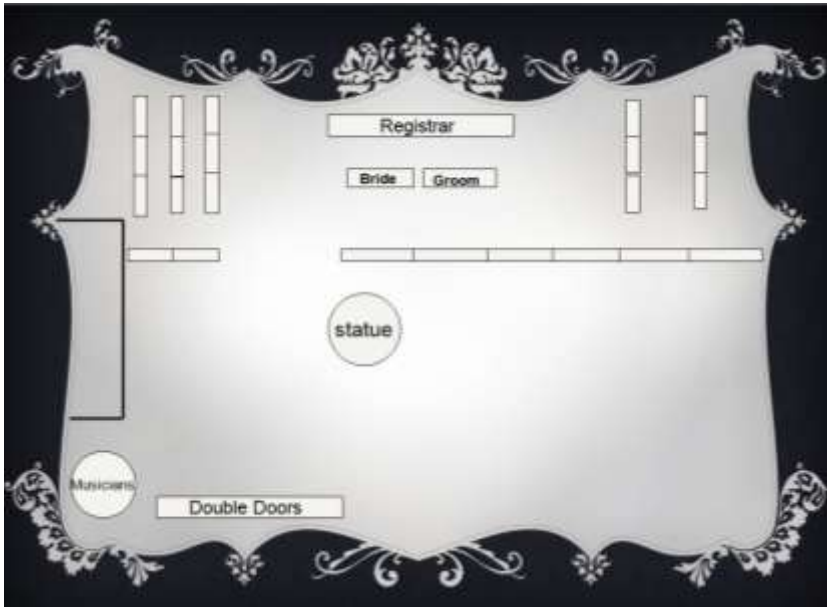 Registrar
Bride
Groom
statue
Musicians
Double Doors